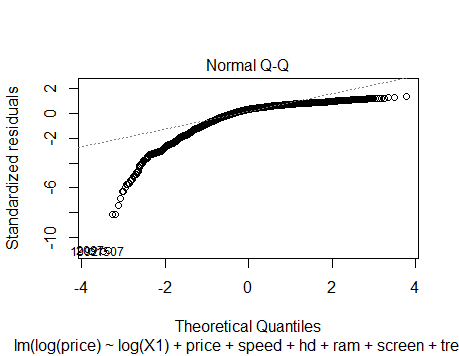 Normal Q-Q
Standardized residuals
2
0
-2
-6
-10
-4
-2
0
2
4
Theoretical Quantiles
lm(log(price) ~ log(X1) + price + speed + hd + ram + screen + tre